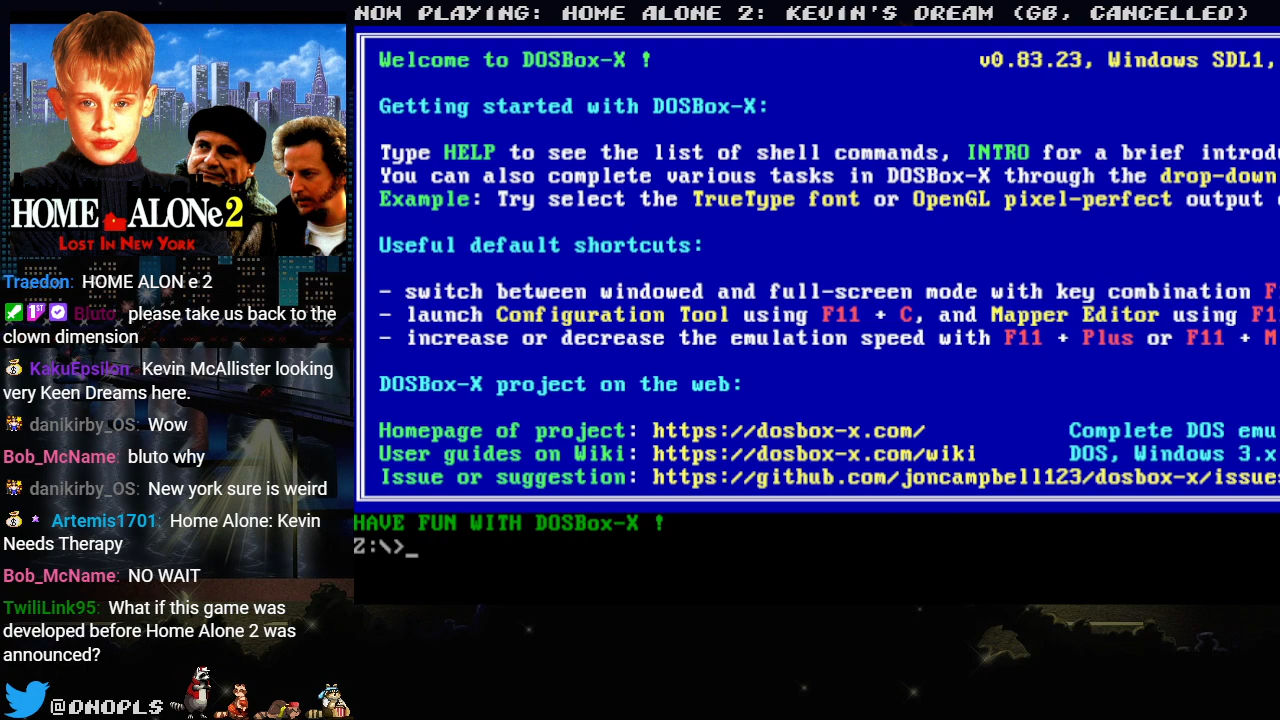 NOW PLAYING: HOME ALONE 2: KEVIN'S DREAM (GB, CANCELLED)
HOME ALONe 2
LOST IN NEW YORK
Traedon: HOME ALON e 2
1ST Bluto: please take us back to the
clown dimension
KakuEpsilon: Kevin McAllister looking
very Keen Dreams here.
danikirby_OS: Wow
Bob_McName: bluto why
danikirby_OS: New york sure is weird
Artemis1701: Home Alone: Kevin
Needs Therapy
Bob_McName: NO WAIT
TwiliLink95: What if this game was
developed before Home Alone 2 was
announced?
@DNOPLS
Welcome to DOSBox-X ! v0.83.23, Windows SDL1,
Getting started with DOSBox-X:
Type HELP to see the list of shell commands, INTRO for a brief introdu
You can also complete various tasks in DOSBox-X through the drop-down
Example: Try select the TrueType font or OpenGL pixel-perfect output
Useful default shortcuts:
- switch between windowed and full-screen mode with key combination F
- launch Configuration Tool using F11 + C, and Mapper Editor using F1
- increase or decrease the emulation speed with F11 + Plus or F11 + M
DOSBox-X project on the web:
Homepage of project: https://dosbox-x.com/ Complete DOS emu
User guides on Wiki: https://dosbox-x.com/wiki DOS, Windows 3.x
Issue or suggestion: https://github.com/joncampbell123/dosbox-x/issues
HAVE FUN WITH DOSBox-X !
Z:\>_